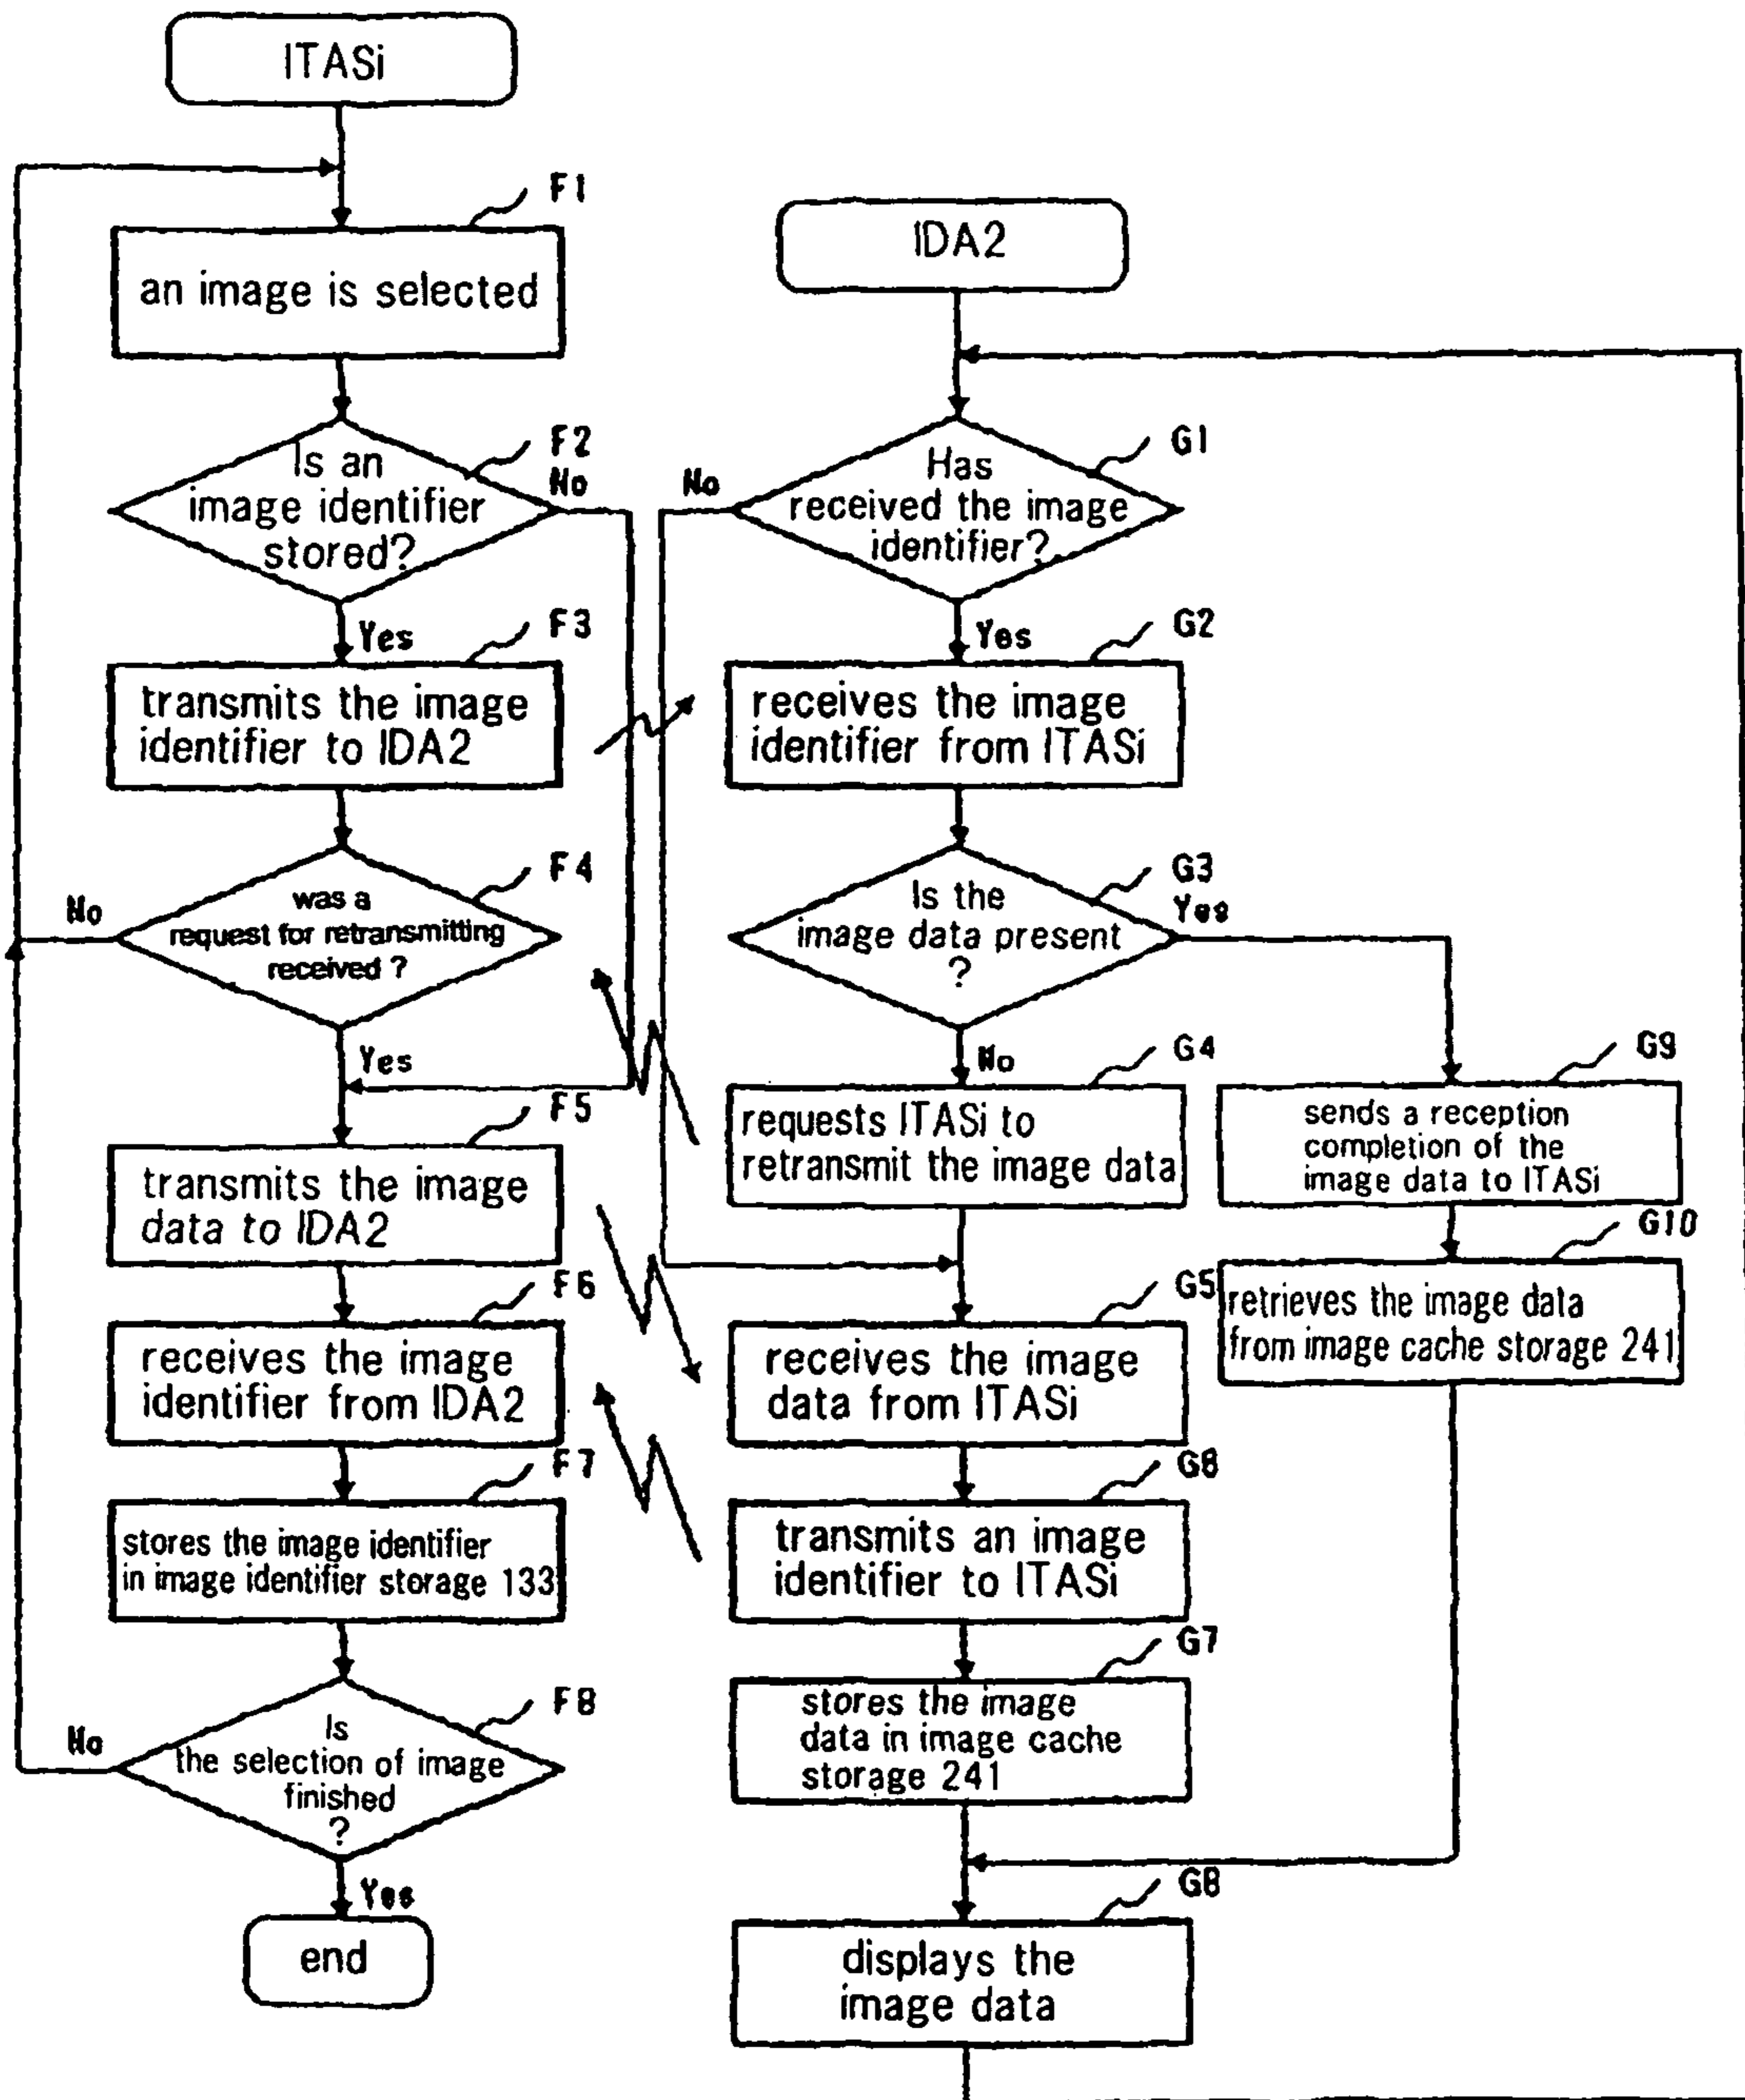 ITASi
F1
an image is selected
F2
Is an
image identifier
stored?
No
Yes
F3
transmits the image
identifier to IDA2
F4
was a
request for retransmitting
received ?
No
Yes
F5
transmits the image
data to IDA2
F6
receives the image
identifier from IDA2
F7
stores the image identifier
in image identifier storage 133
F8
Is
the selection of image
finished
?
No
Yes
end
IDA2
G1
Has
received the image
identifier?
No
Yes
G2
receives the image
identifier from ITASi
G3
Is the
image data present
?
Yes
No
G4
requests ITASi to
retransmit the image data
G5
receives the image
data from ITASi
G6
transmits an image
identifier to ITASi
G7
stores the image
data in image cache
storage 241
G8
displays the
image data
G9
sends a reception
completion of the
image data to ITASi
G10
retrieves the image data
from image cache storage 241